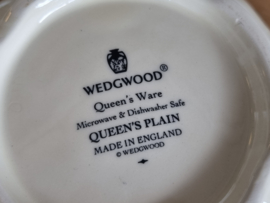 WEDGWOOD®
Queen's Ware
Microwave & Dishwasher Safe
QUEEN'S PLAIN
MADE IN ENGLAND
© WEDGWOOD